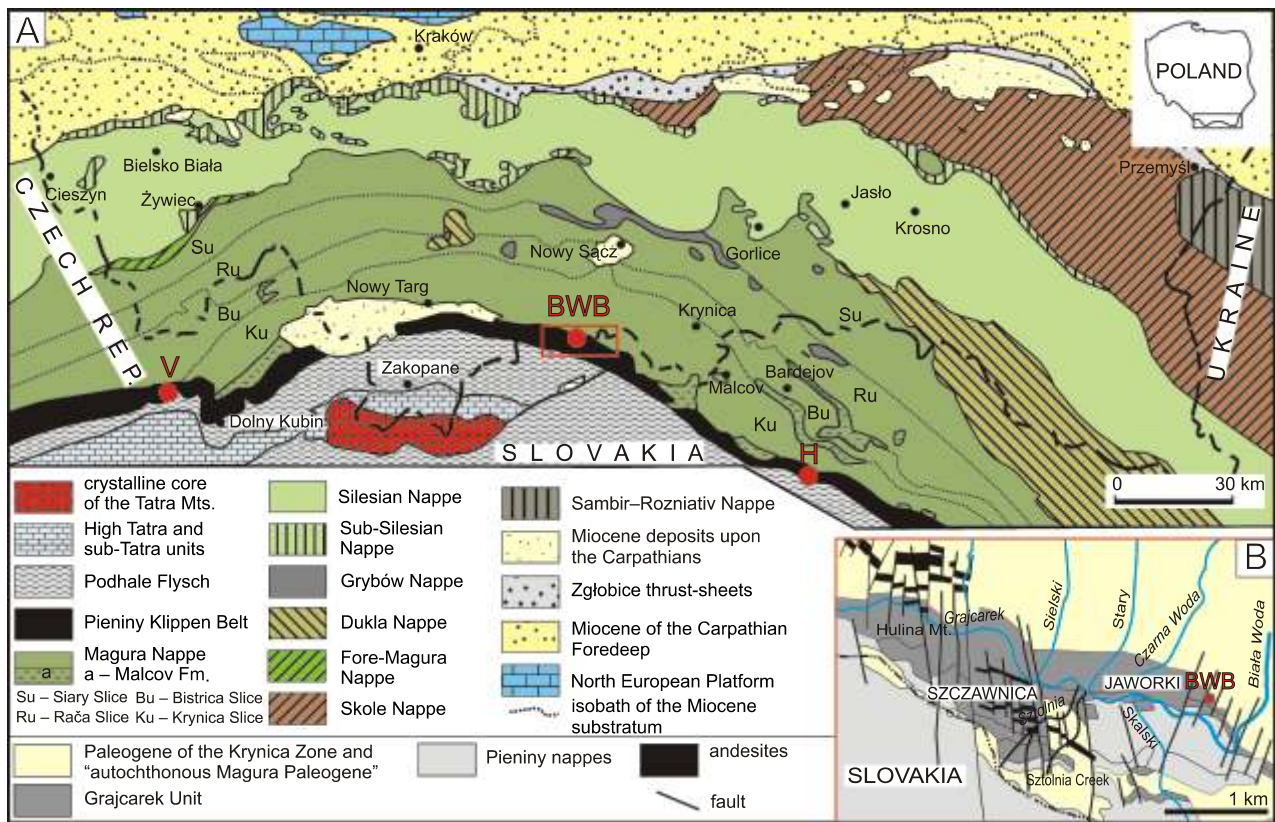 A
Kraków
POLAND
Bielsko Biała
Cieszyn
Żywiec
Przemyśl
Jasło
Krosno
CZECH REP.
UKRAINE
Su
Ru
Bu
Ku
Nowy Sącz
Gorlice
Nowy Targ
BWB
Krynica
Su
V
Zakopane
Malcov
Bardejov
Ru
Bu
Ku
Dolny Kubin
SLOVAKIA
H
0 30 km
crystalline core
of the Tatra Mts.
High Tatra and
sub-Tatra units
Podhale Flysch
Pieniny Klippen Belt
a
Magura Nappe
a – Malcov Fm.
Su – Siary Slice Bu – Bistrica Slice
Ru – Rača Slice Ku – Krynica Slice
Silesian Nappe
Sub-Silesian
Nappe
Grybów Nappe
Dukla Nappe
Fore-Magura
Nappe
Skole Nappe
Sambir–Rozniativ Nappe
Miocene deposits upon
the Carpathians
Zgłobice thrust-sheets
Miocene of the Carpathian
Foredeep
North European Platform
isobath of the Miocene
substratum
Paleogene of the Krynica Zone and
“autochthonous Magura Paleogene”
Grajcarek Unit
Pieniny nappes
andesites
fault
B
Grajcarek
Hulina Mt.
Sielski
Stary
Czarna Woda
Biała Woda
SZCZAWNICA
JAWORKI
BWB
Sztolnia
Skalski
Sztolnia Creek
SLOVAKIA
1 km